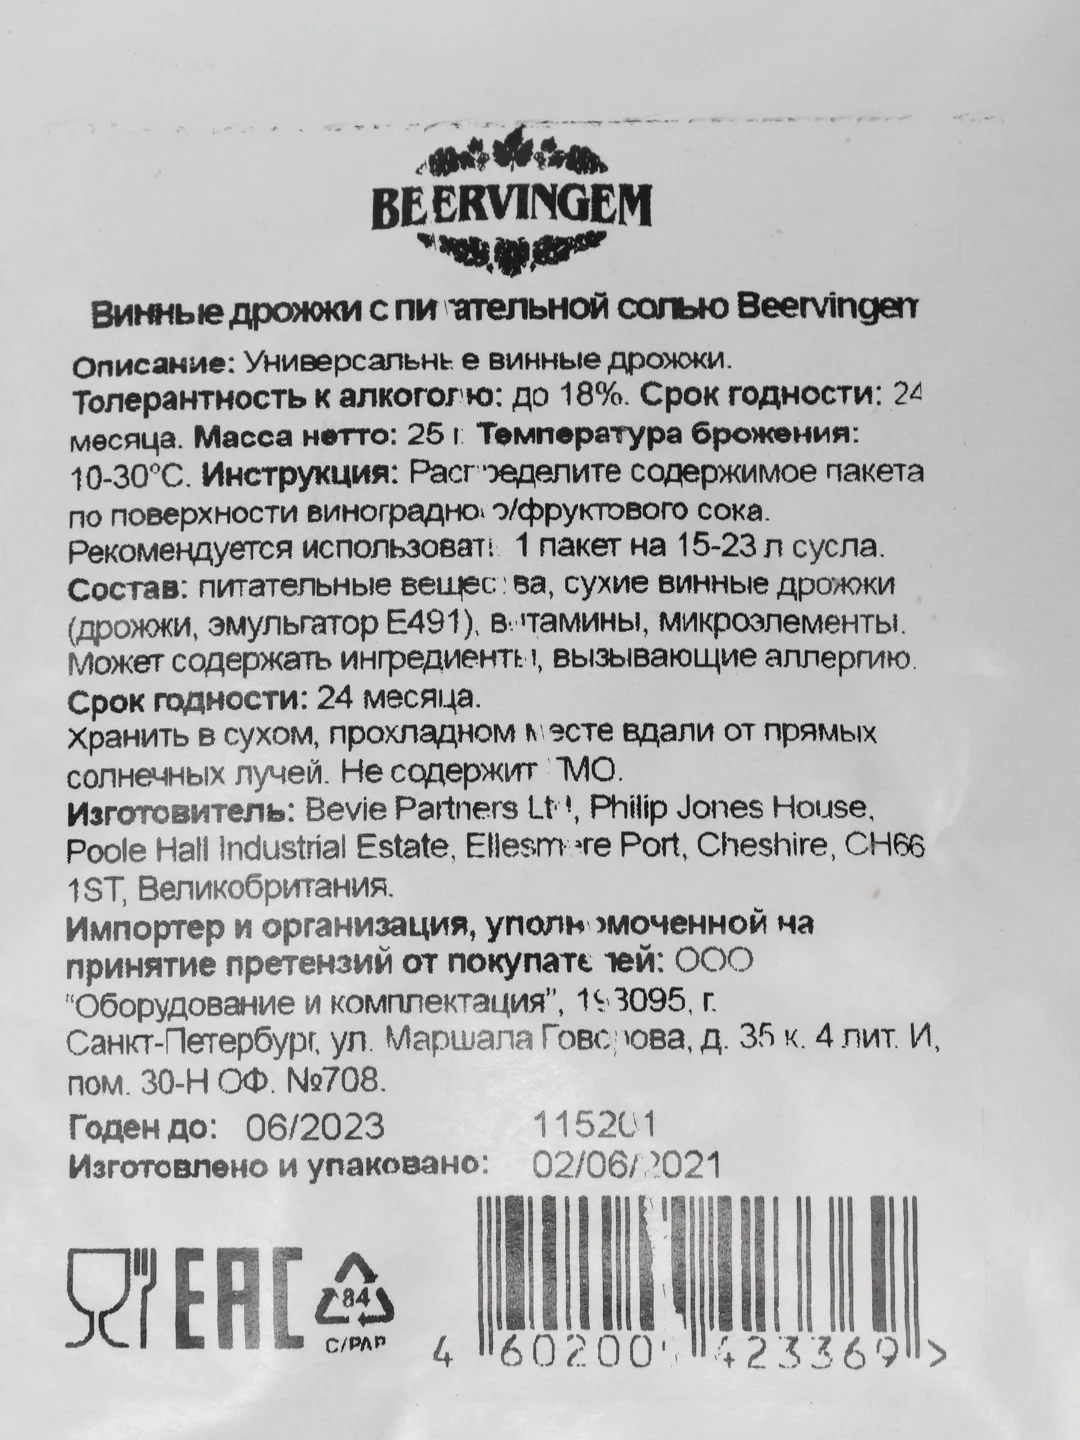 BEERVINGEM
Винные дрожжи с питательной солью Beervingem
Описание: Универсальные винные дрожжи.
Толерантность к алкоголю: до 18%. Срок годности: 24
месяца. Масса нетто: 25 г. Температура брожения:
10-30°С. Инструкция: Распределите содержимое пакета
по поверхности виноградного/фруктового сока.
Рекомендуется использовать 1 пакет на 15-23 л сусла.
Состав: питательные вещества, сухие винные дрожжи
(дрожжи, эмульгатор Е491), витамины, микроэлементы.
Может содержать ингредиенты, вызывающие аллергию.
Срок годности: 24 месяца.
Хранить в сухом, прохладном месте вдали от прямых
солнечных лучей. Не содержит ГМО.
Изготовитель: Bevie Partners Ltd, Philip Jones House,
Poole Hall Industrial Estate, Ellesmere Port, Cheshire, CH66
1ST, Великобритания.
Импортер и организация, уполномоченной на
принятие претензий от покупателей: ООО
"Оборудование и комплектация", 198095, г.
Санкт-Петербург, ул. Маршала Говорова, д. 35 к. 4 лит. И,
пом. 30-Н ОФ. №708.
Годен до: 06/2023 115201
Изготовлено и упаковано: 02/06/2021
EAC
84
C/PAP
4 423369 >